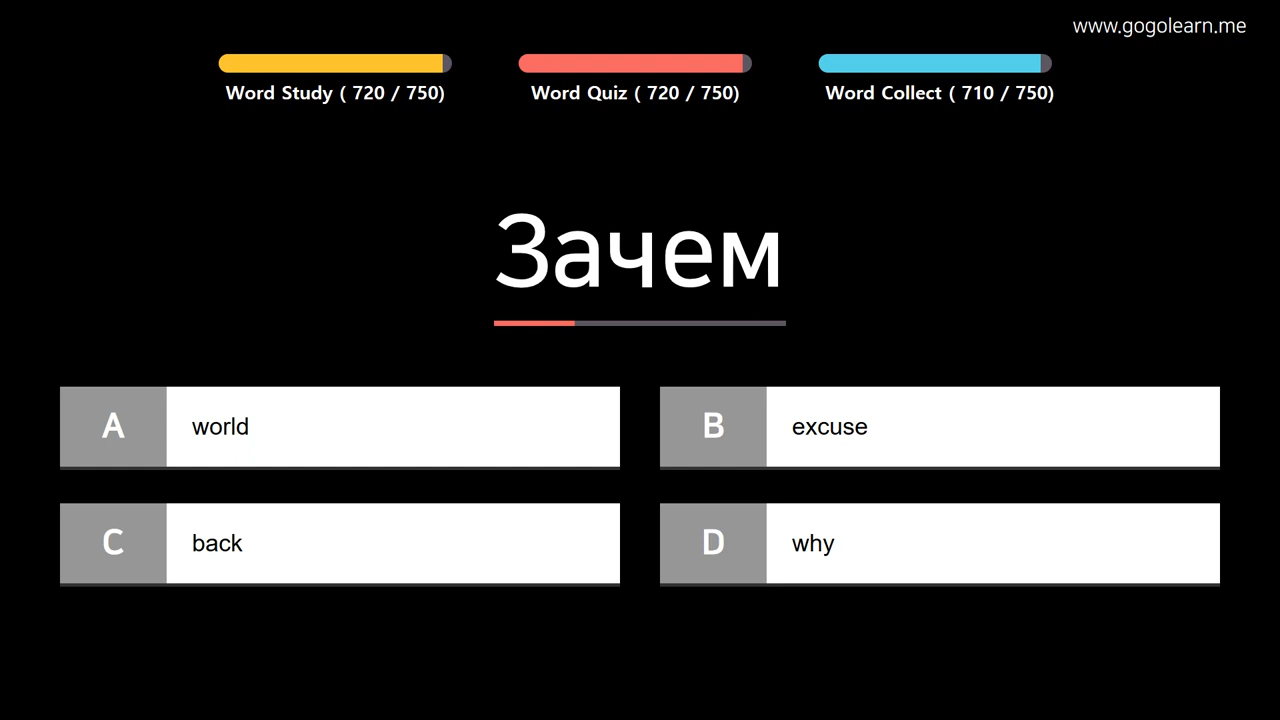 www.gogolearn.me
Word Study ( 720 / 750)
Word Quiz ( 720 / 750)
Word Collect ( 710 / 750)
Зачем
A world
B excuse
C back
D why